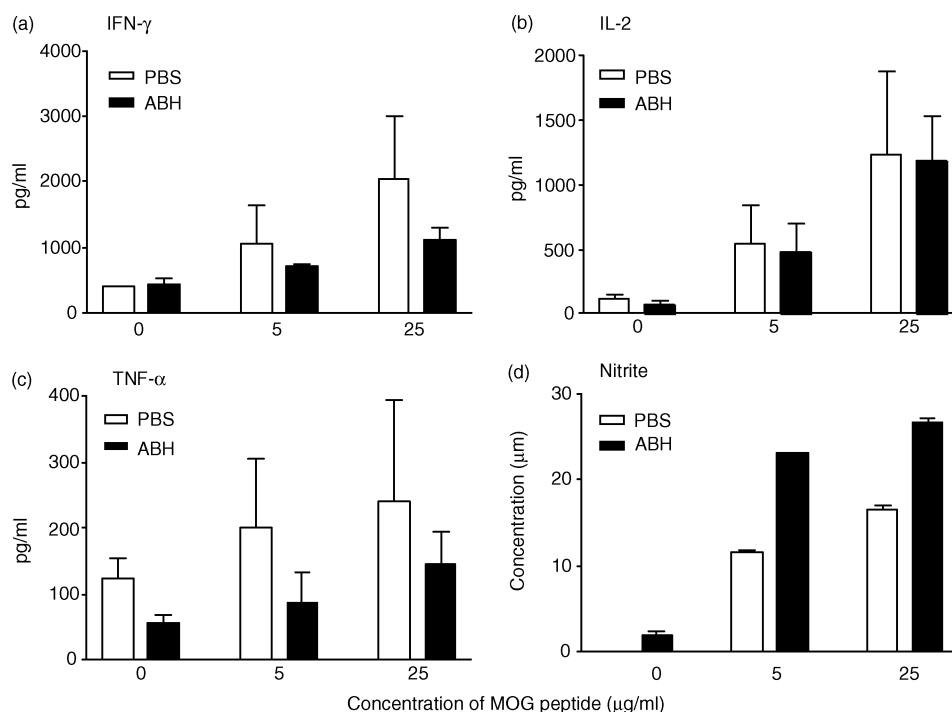 (a) IFN-γ
4000
3000
2000
1000
0
pg/ml
PBS
ABH
0 5 25
(b) IL-2
2000
1500
1000
500
0
pg/ml
PBS
ABH
0 5 25
(c) TNF-α
400
300
200
100
0
pg/ml
PBS
ABH
0 5 25
(d) Nitrite
30
20
10
0
Concentration (μm)
PBS
ABH
0 5 25
Concentration of MOG peptide (μg/ml)